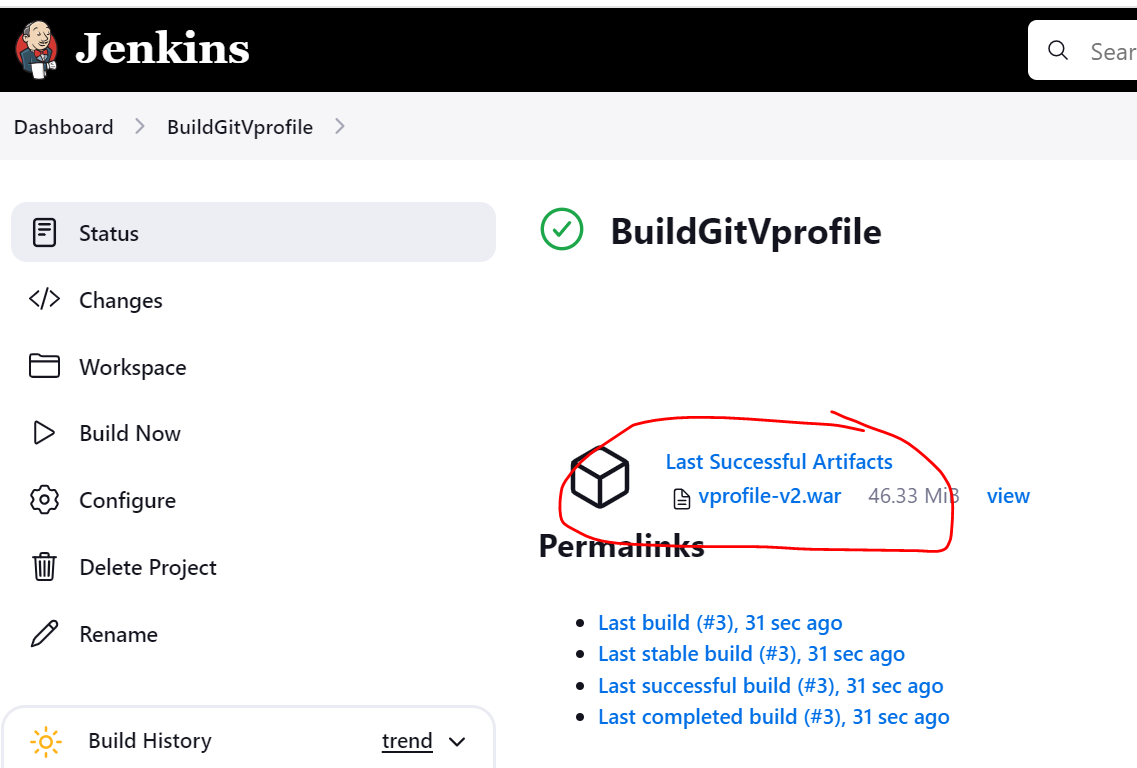 Jenkins
Sear
Dashboard > BuildGitVprofile >
Status
Changes
Workspace
Build Now
Configure
Delete Project
Rename
Build History trend
BuildGitVprofile
Last Successful Artifacts
vprofile-v2.war 46.33 MiB view
Permalinks
Last build (#3), 31 sec ago
Last stable build (#3), 31 sec ago
Last successful build (#3), 31 sec ago
Last completed build (#3), 31 sec ago